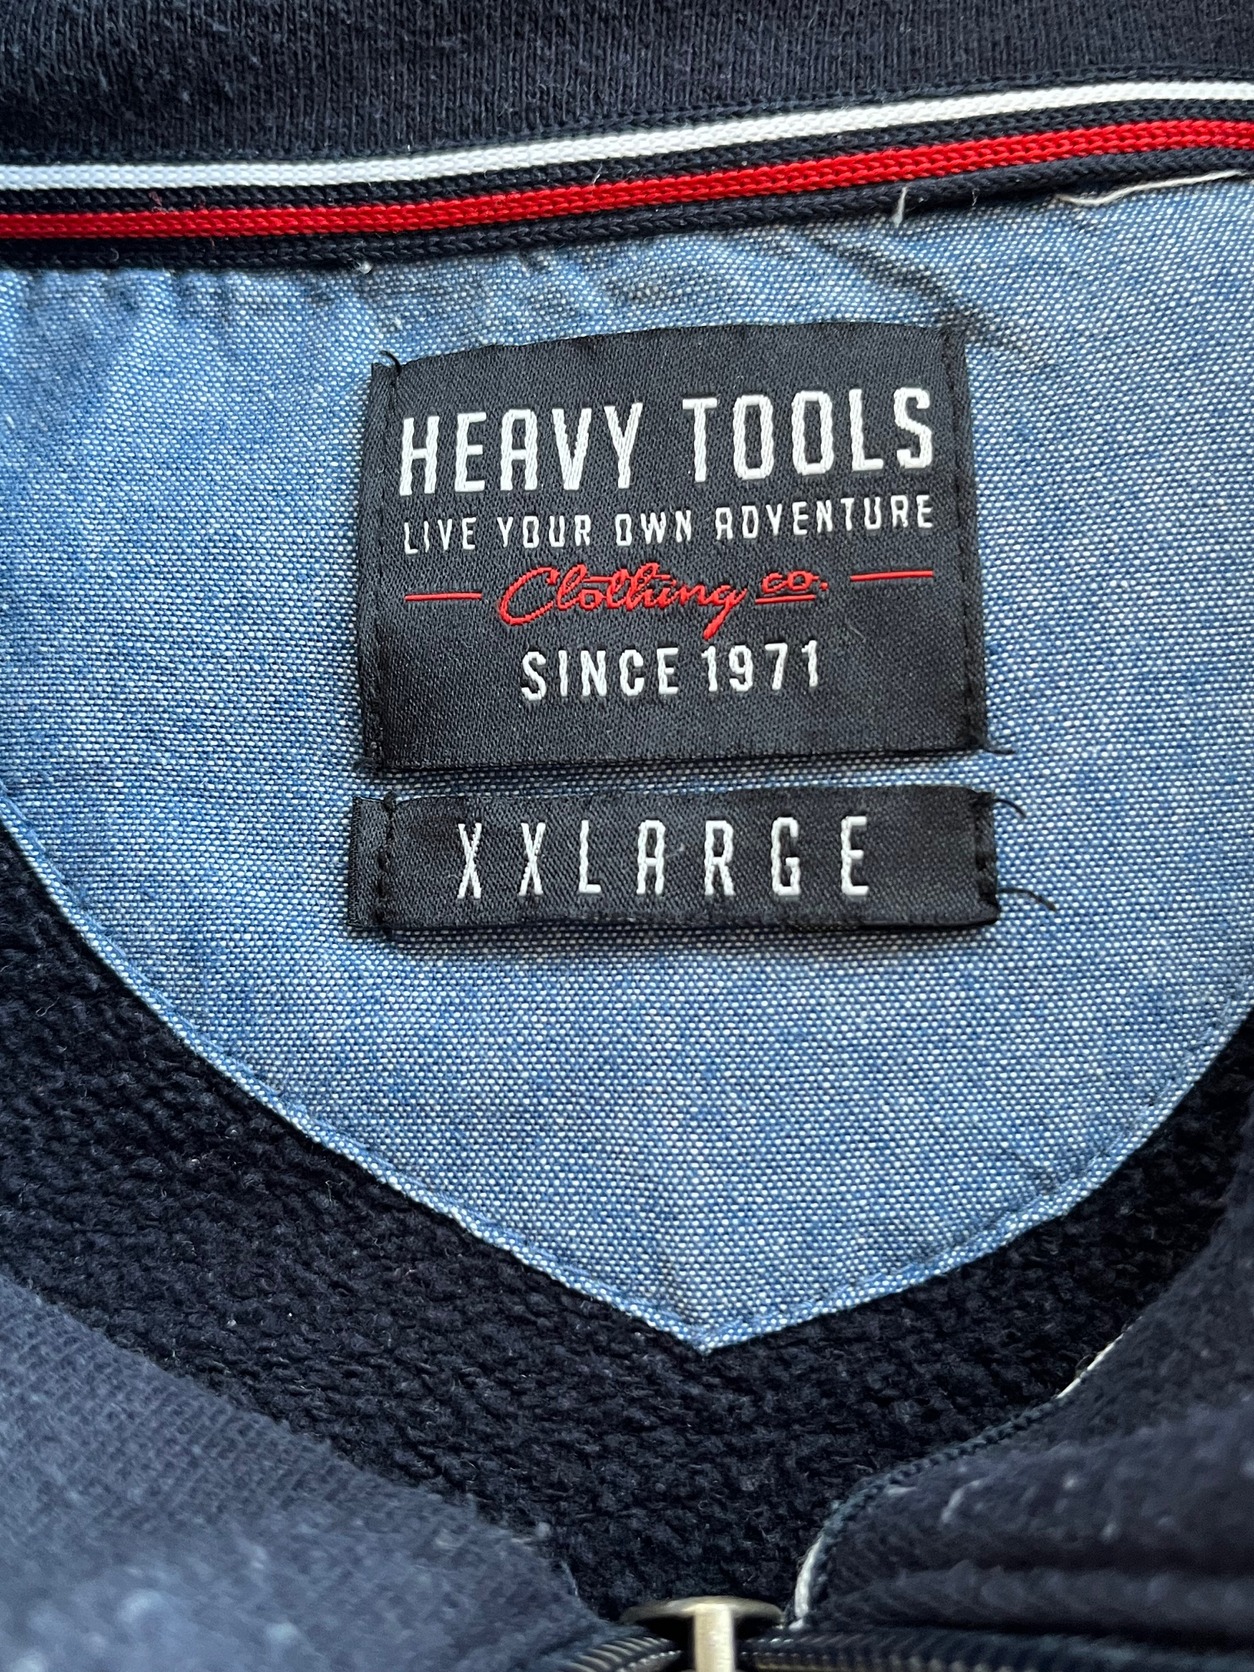 HEAVY TOOLS
LIVE YOUR OWN ADVENTURE
Clothing co.
SINCE 1971
XXLARGE